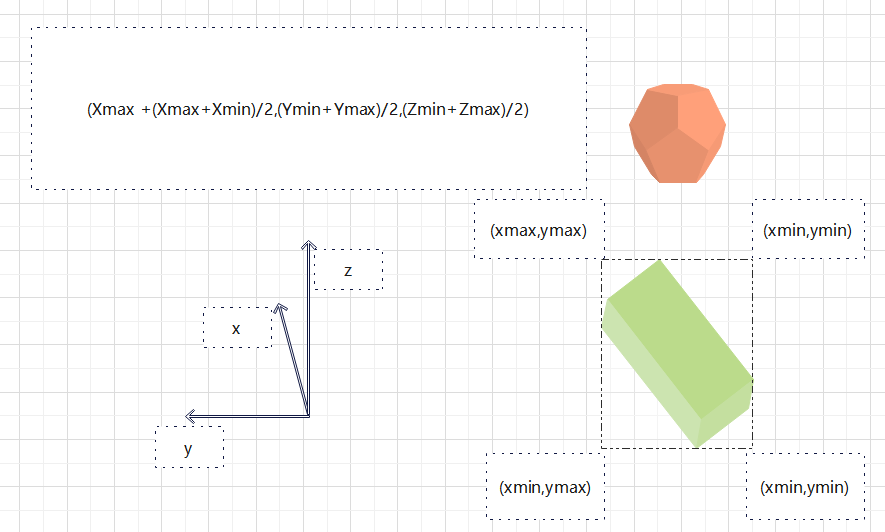 (Xmax +(Xmax+Xmin)/2,(Ymin+Ymax)/2,(Zmin+Zmax)/2)
(xmax,ymax)
(xmin,ymin)
z
x
y
(xmin,ymax)
(xmin,ymin)